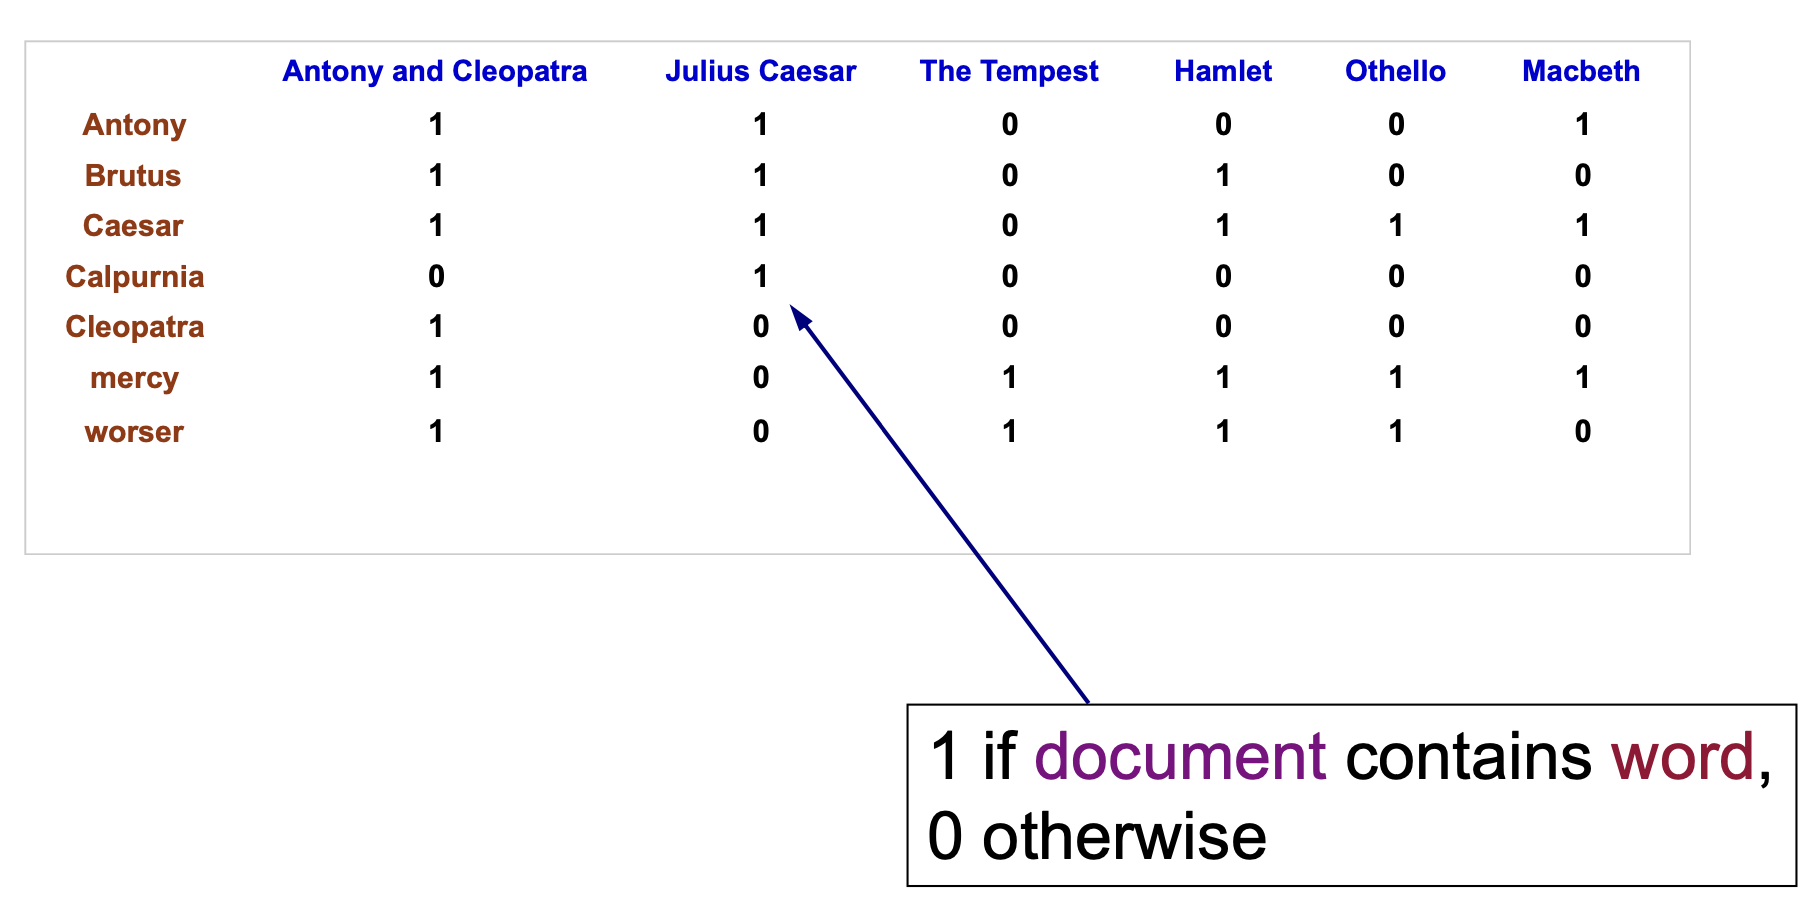 Antony and Cleopatra Julius Caesar The Tempest Hamlet Othello Macbeth
Antony 1 1 0 0 0 1
Brutus 1 1 0 1 0 0
Caesar 1 1 0 1 1 1
Calpurnia 0 1 0 0 0 0
Cleopatra 1 0 0 0 0 0
mercy 1 0 1 1 1 1
worser 1 0 1 1 1 0
1 if document contains word,
0 otherwise